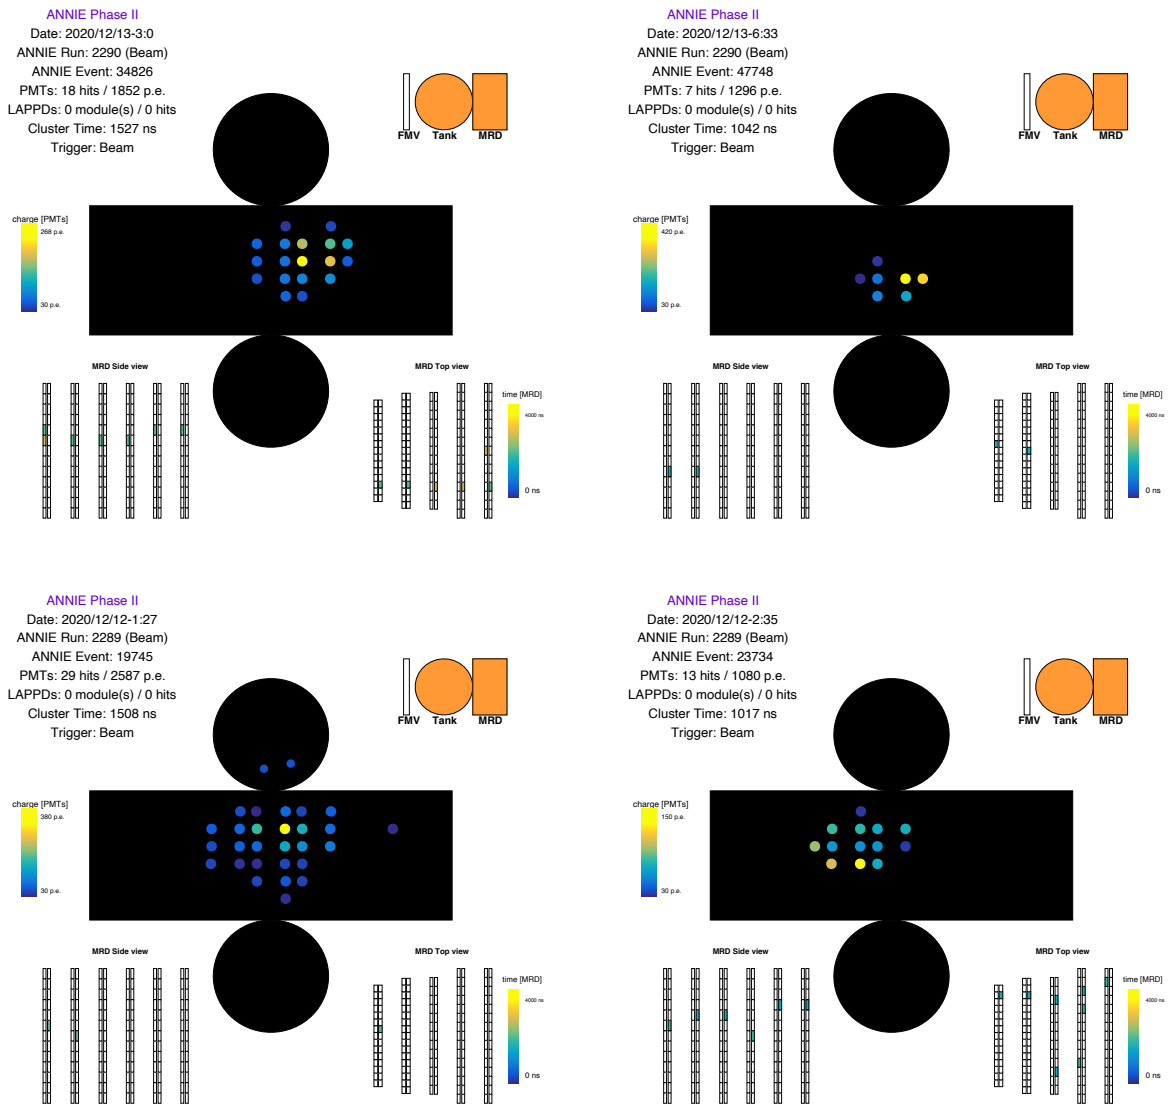 ANNIE Phase II
Date: 2020/12/13-3:0
ANNIE Run: 2290 (Beam)
ANNIE Event: 34826
PMTs: 18 hits / 1852 p.e.
LAPPDs: 0 module(s) / 0 hits
Cluster Time: 1527 ns
Trigger: Beam
FMV Tank MRD
charge [PMTs]
268 p.e.
30 p.e.
MRD Side view
MRD Top view
time [MRD]
4000 ns
0 ns
ANNIE Phase II
Date: 2020/12/13-6:33
ANNIE Run: 2290 (Beam)
ANNIE Event: 47748
PMTs: 7 hits / 1296 p.e.
LAPPDs: 0 module(s) / 0 hits
Cluster Time: 1042 ns
Trigger: Beam
FMV Tank MRD
charge [PMTs]
420 p.e.
30 p.e.
MRD Side view
MRD Top view
time [MRD]
4000 ns
0 ns
ANNIE Phase II
Date: 2020/12/12-1:27
ANNIE Run: 2289 (Beam)
ANNIE Event: 19745
PMTs: 29 hits / 2587 p.e.
LAPPDs: 0 module(s) / 0 hits
Cluster Time: 1508 ns
Trigger: Beam
FMV Tank MRD
charge [PMTs]
380 p.e.
30 p.e.
MRD Side view
MRD Top view
time [MRD]
4000 ns
0 ns
ANNIE Phase II
Date: 2020/12/12-2:35
ANNIE Run: 2289 (Beam)
ANNIE Event: 23734
PMTs: 13 hits / 1080 p.e.
LAPPDs: 0 module(s) / 0 hits
Cluster Time: 1017 ns
Trigger: Beam
FMV Tank MRD
charge [PMTs]
150 p.e.
30 p.e.
MRD Side view
MRD Top view
time [MRD]
4000 ns
0 ns